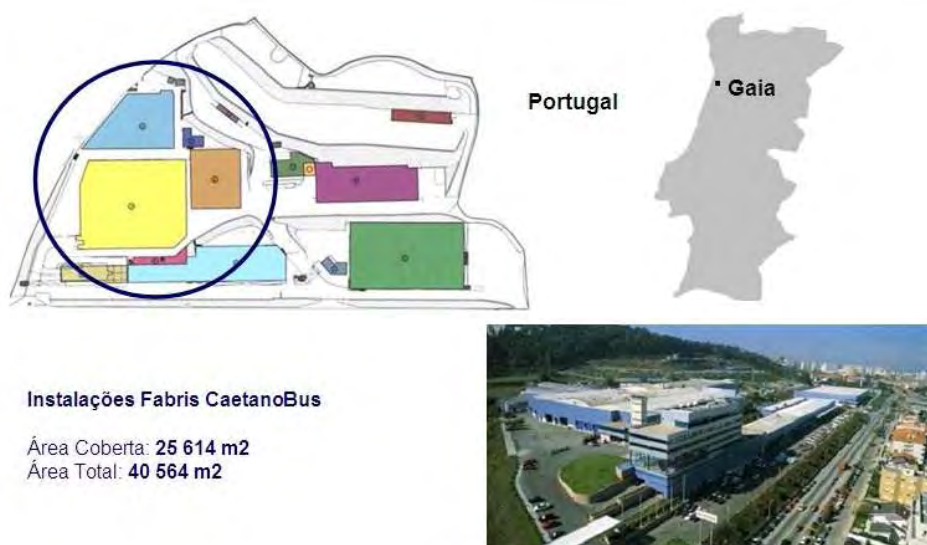 Portugal
Gaia
Instalações Fabris CaetanoBus
Área Coberta: 25 614 m2
Área Total: 40 564 m2